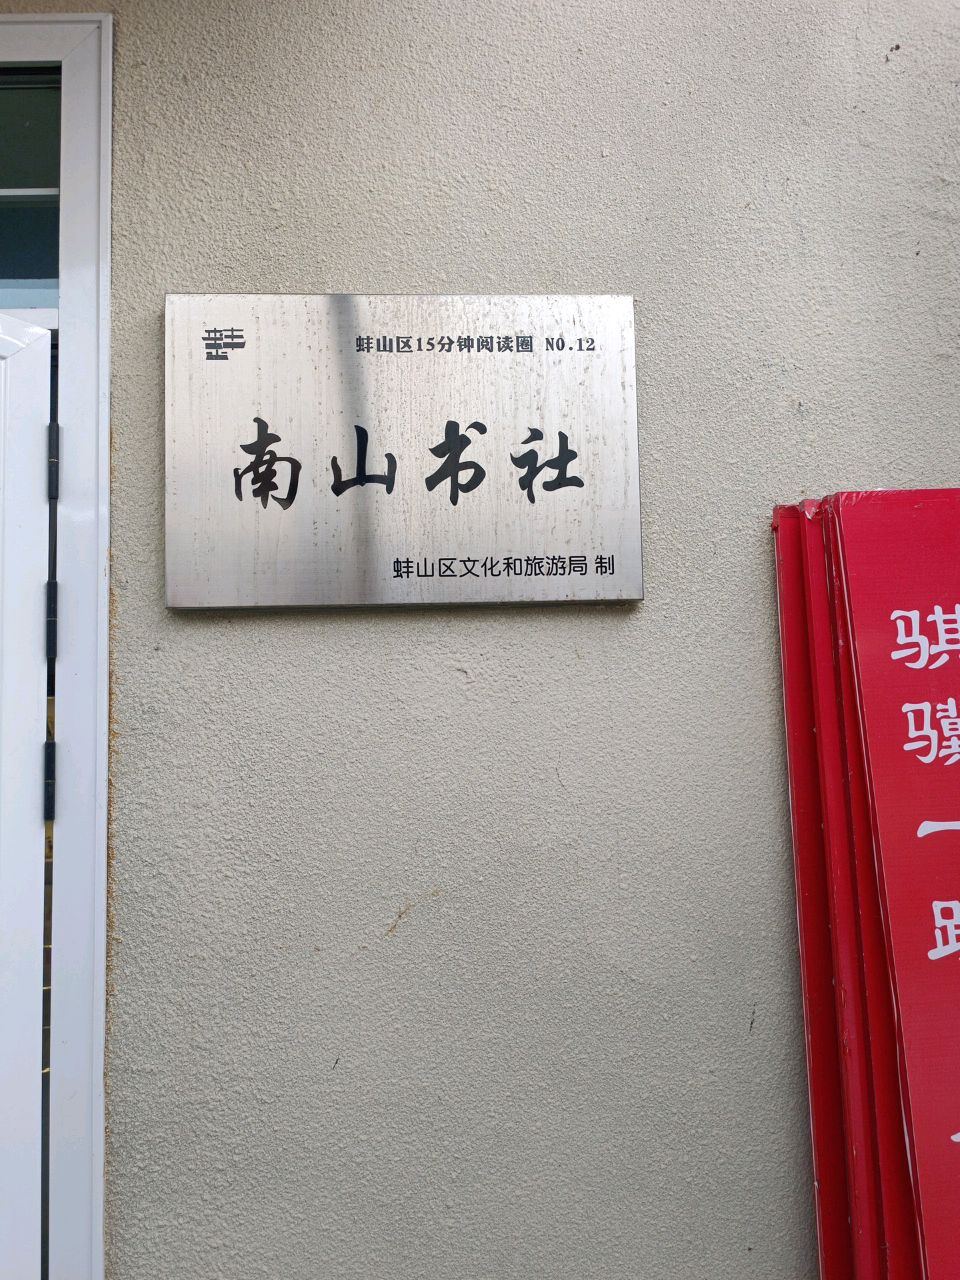 蚌山区15分钟阅读圈 NO.12
南山书社
蚌山区文化和旅游局 制
骐
骥
一